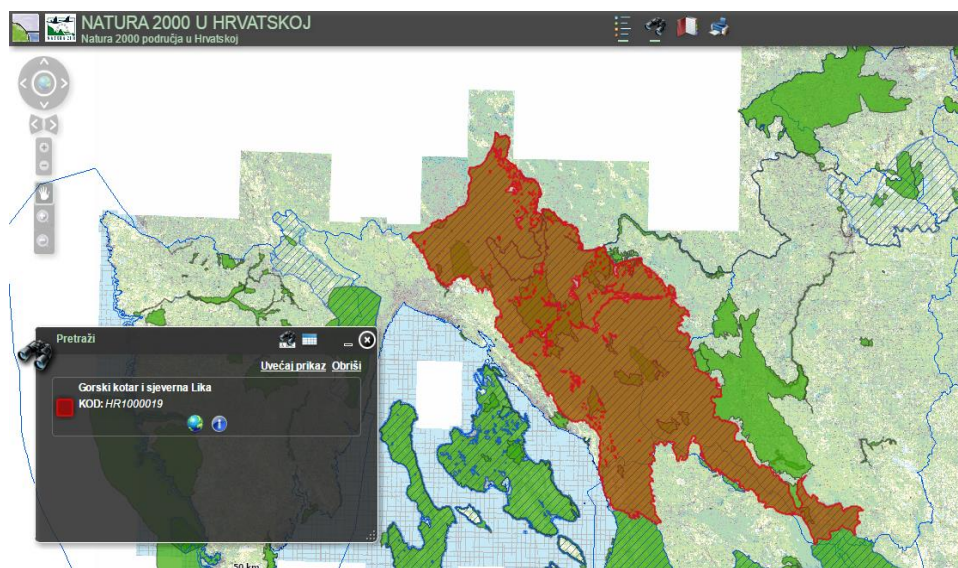 NATURA 2000 U HRVATSKOJ
Natura 2000 područja u Hrvatskoj
Pretraži
Uvećaj prikaz Obriši
Gorski kotar i sjeverna Lika
KOD: HR1000019
50 km